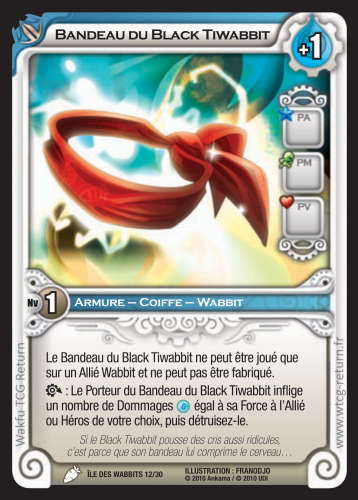 BANDEAU DU BLACK TIWABBIT
+1
PA
PM
PV
Nv 1
ARMURE – COIFFE – WABBIT
Le Bandeau du Black Tiwabbit ne peut être joué que
sur un Allié Wabbit et ne peut pas être fabriqué.
: Le Porteur du Bandeau du Black Tiwabbit inflige
un nombre de Dommages égal à sa Force à l'Allié
ou Héros de votre choix, puis détruisez-le.
Si le Black Tiwabbit pousse des cris aussi ridicules,
c'est parce que son bandeau lui comprime le cerveau…
ÎLE DES WABBITS 12/30
ILLUSTRATION : FRANODJO
© 2010 Ankama / © 2010 UDI
Wakfu TCG Return
www.wtcg-return.fr